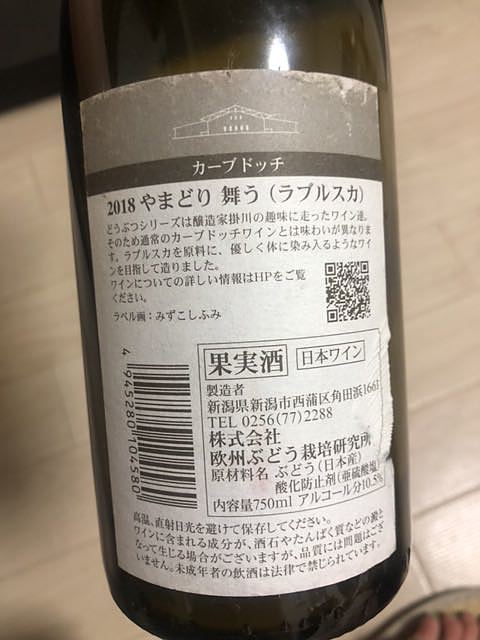 カーブドッチ
2018 やまどり 舞う（ラブルスカ）
どうぶつシリーズは醸造家掛川の趣味に走ったワイン達。
そのため通常のカーブドッチワインとは味わいが異なりま
す。ラブルスカを原料に、優しく体に染み入るようなワイ
ンを目指して造りました。
ワインについての詳しい情報はHPをご覧
ください。
ラベル画：みずこしふみ
果実酒
日本ワイン
製造者
新潟県新潟市西蒲区角田浜1661
TEL 0256(77)2288
株式会社
欧州ぶどう栽培研究所
原材料名 ぶどう（日本産）
酸化防止剤（亜硫酸塩）
内容量750ml アルコール分10.5%
4945280104580
高温、直射日光を避けて保存してください。
ワインに含まれる成分が、酒石やたんぱく質などの澱と
なって生じる場合がございますが、品質には問題はござ
いません。未成年者の飲酒は法律で禁じられています。